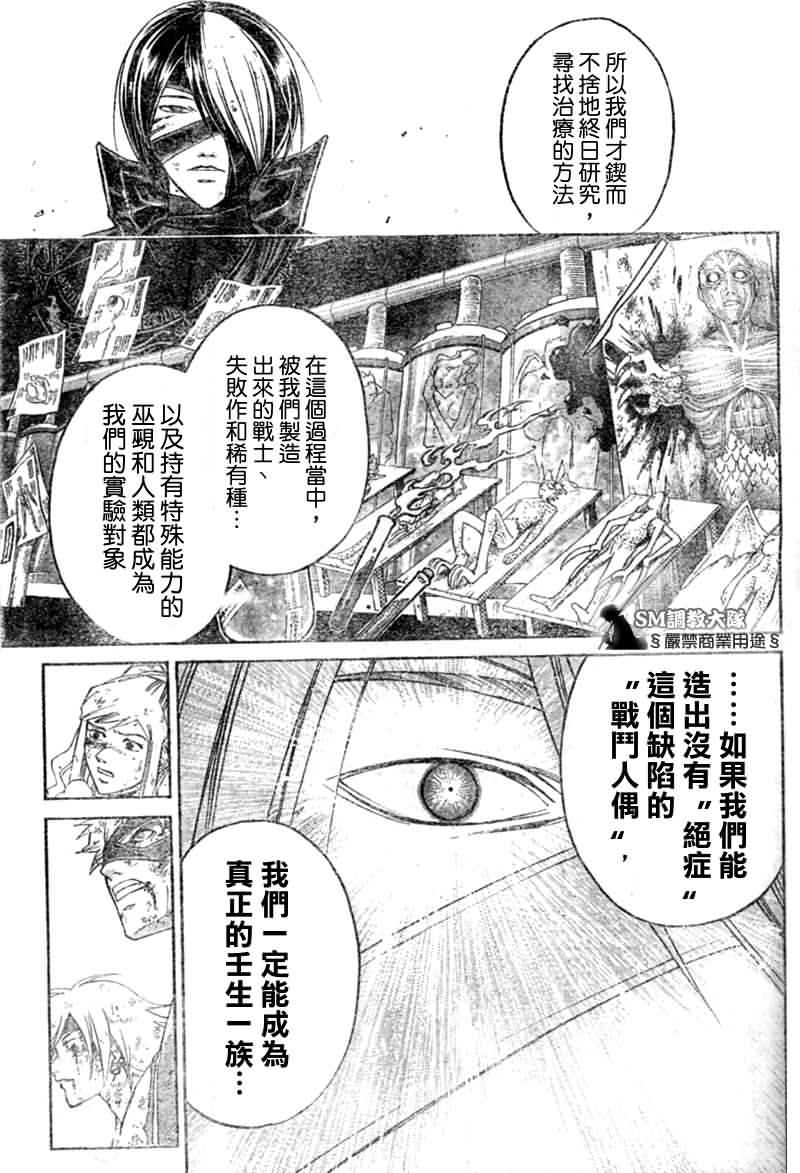 所以我們才鍥而
不捨地終日研究，
尋找治療的方法
在這個過程當中，
被我們製造
出來的戰士、
失敗作和稀有種…
以及持有特殊能力的
巫覡和人類都成為
我們的實驗對象
SM調教大隊
§嚴禁商業用途§
……如果我們能
造出沒有〝絕症〞
這個缺陷的
〝戰鬥人偶〞，
我們一定能成為
真正的壬生一族…